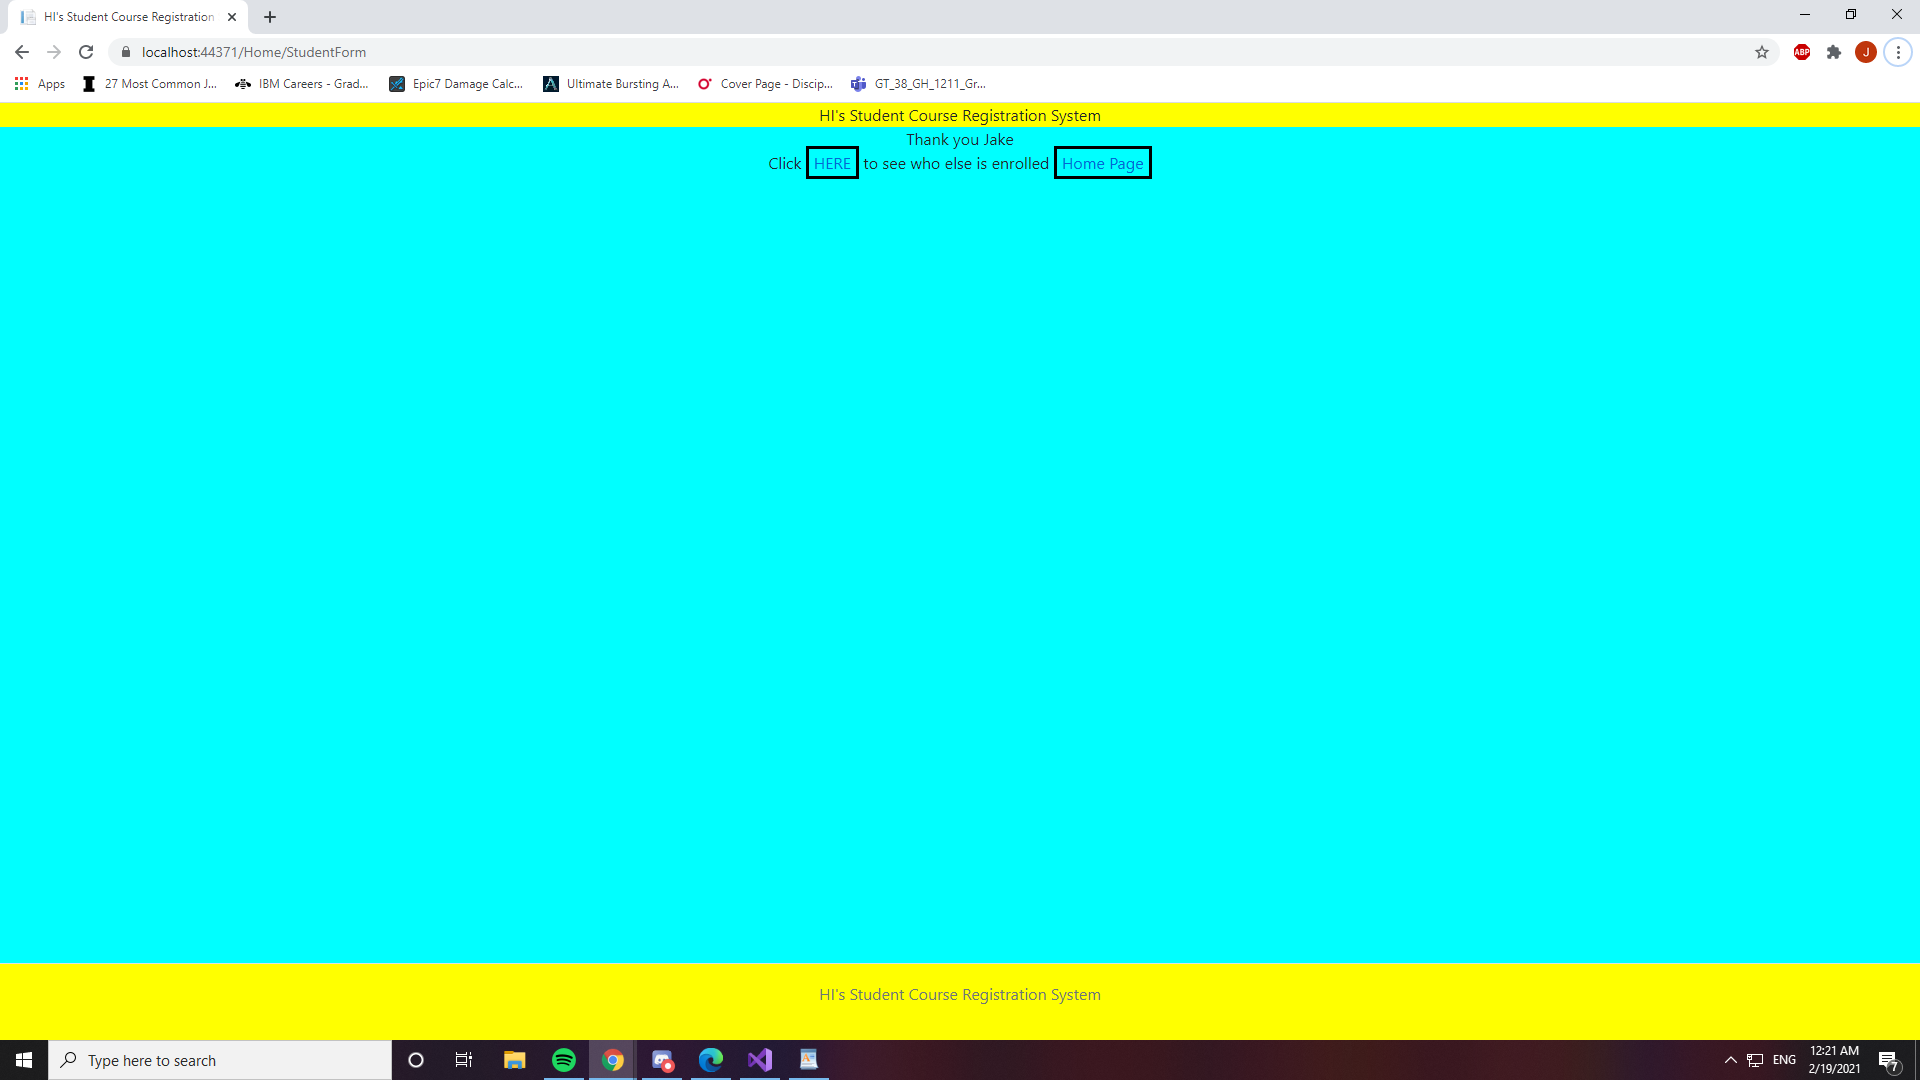 HI's Student Course Registration
localhost:44371/Home/StudentForm
ABP
J
Apps
27 Most Common J...
IBM Careers - Grad...
Epic7 Damage Calc...
Ultimate Bursting A...
Cover Page - Discip...
GT_38_GH_1211_Gr...
HI's Student Course Registration System
Thank you Jake
Click HERE to see who else is enrolled Home Page
HI's Student Course Registration System
Type here to search
ENG
12:21 AM
2/19/2021
7